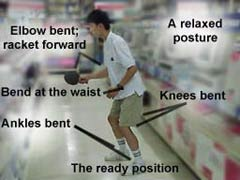 Elbow bent;
racket forward
A relaxed
posture
Bend at the waist
Knees bent
Ankles bent
The ready position